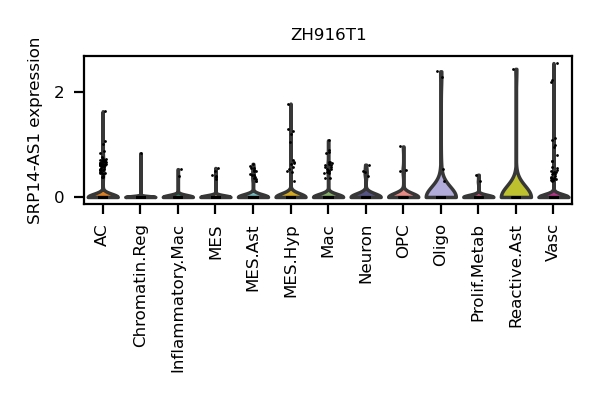 ZH916T1
SRP14-AS1 expression
2
0
AC
Chromatin.Reg
Inflammatory.Mac
MES
MES.Ast
MES.Hyp
Mac
Neuron
OPC
Oligo
Prolif.Metab
Reactive.Ast
Vasc